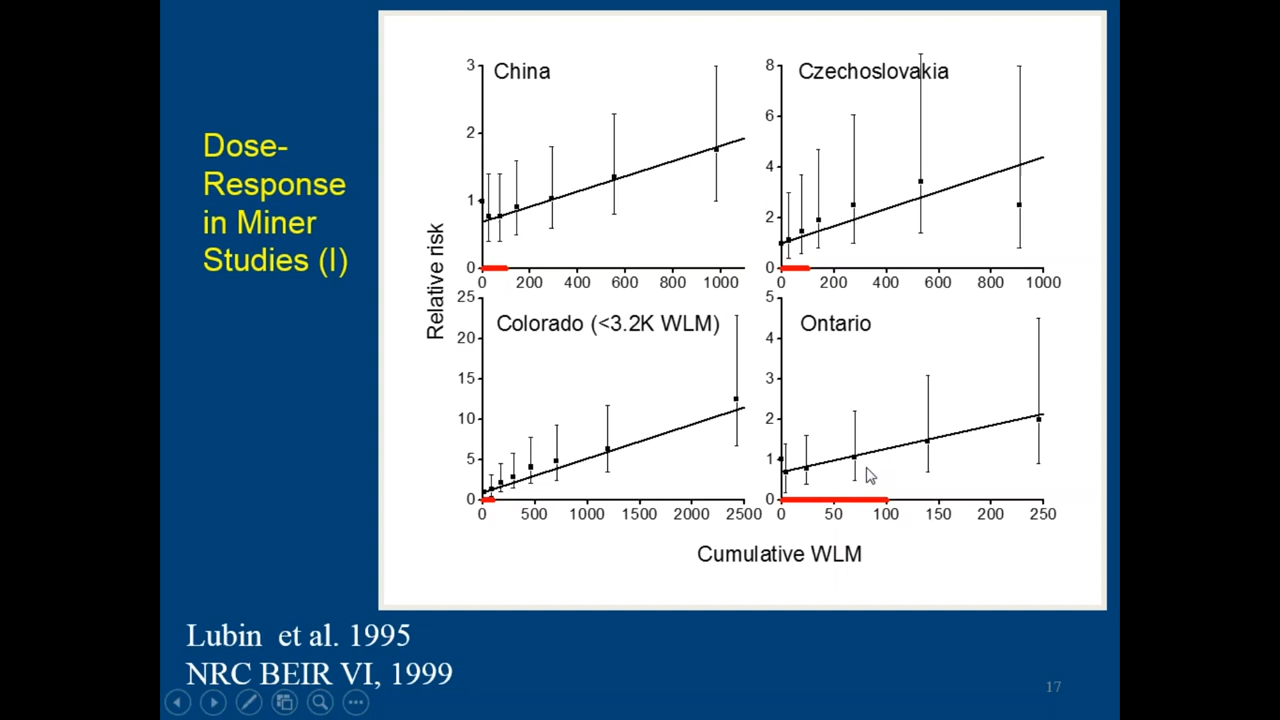 Dose-
Response
in Miner
Studies (I)
Relative risk
China
3
2
1
0
0 200 400 600 800 1000
Czechoslovakia
8
6
4
2
0
0 200 400 600 800 1000
Colorado (<3.2K WLM)
25
20
15
10
5
0
0 500 1000 1500 2000 2500
Ontario
5
4
3
2
1
0
0 50 100 150 200 250
Cumulative WLM
Lubin et al. 1995
NRC BEIR VI, 1999
17